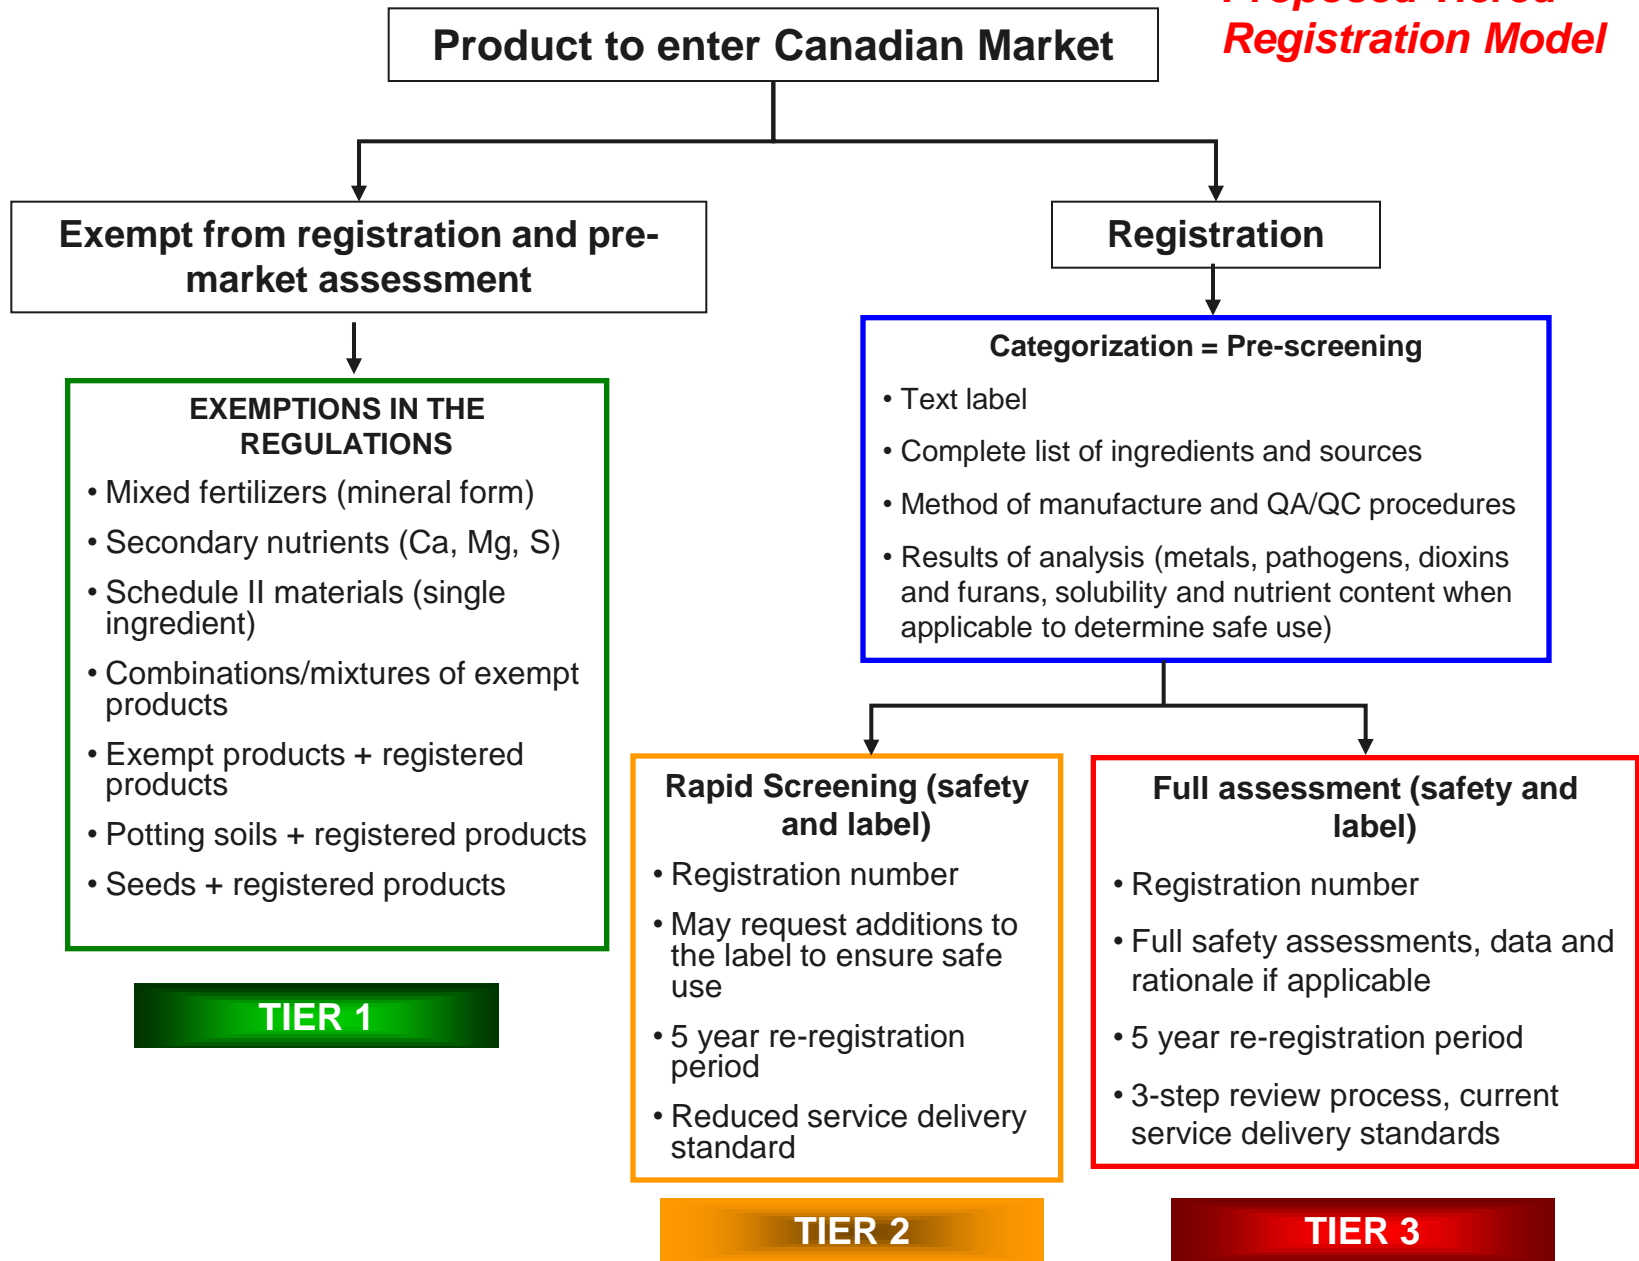 Proposed Tiered
Registration Model
Product to enter Canadian Market
Exempt from registration and pre-
market assessment
Registration
EXEMPTIONS IN THE
REGULATIONS
• Mixed fertilizers (mineral form)
• Secondary nutrients (Ca, Mg, S)
• Schedule II materials (single
ingredient)
• Combinations/mixtures of exempt
products
• Exempt products + registered
products
• Potting soils + registered products
• Seeds + registered products
TIER 1
Categorization = Pre-screening
• Text label
• Complete list of ingredients and sources
• Method of manufacture and QA/QC procedures
• Results of analysis (metals, pathogens, dioxins
and furans, solubility and nutrient content when
applicable to determine safe use)
Rapid Screening (safety
and label)
• Registration number
• May request additions to
the label to ensure safe
use
• 5 year re-registration
period
• Reduced service delivery
standard
TIER 2
Full assessment (safety and
label)
• Registration number
• Full safety assessments, data and
rationale if applicable
• 5 year re-registration period
• 3-step review process, current
service delivery standards
TIER 3